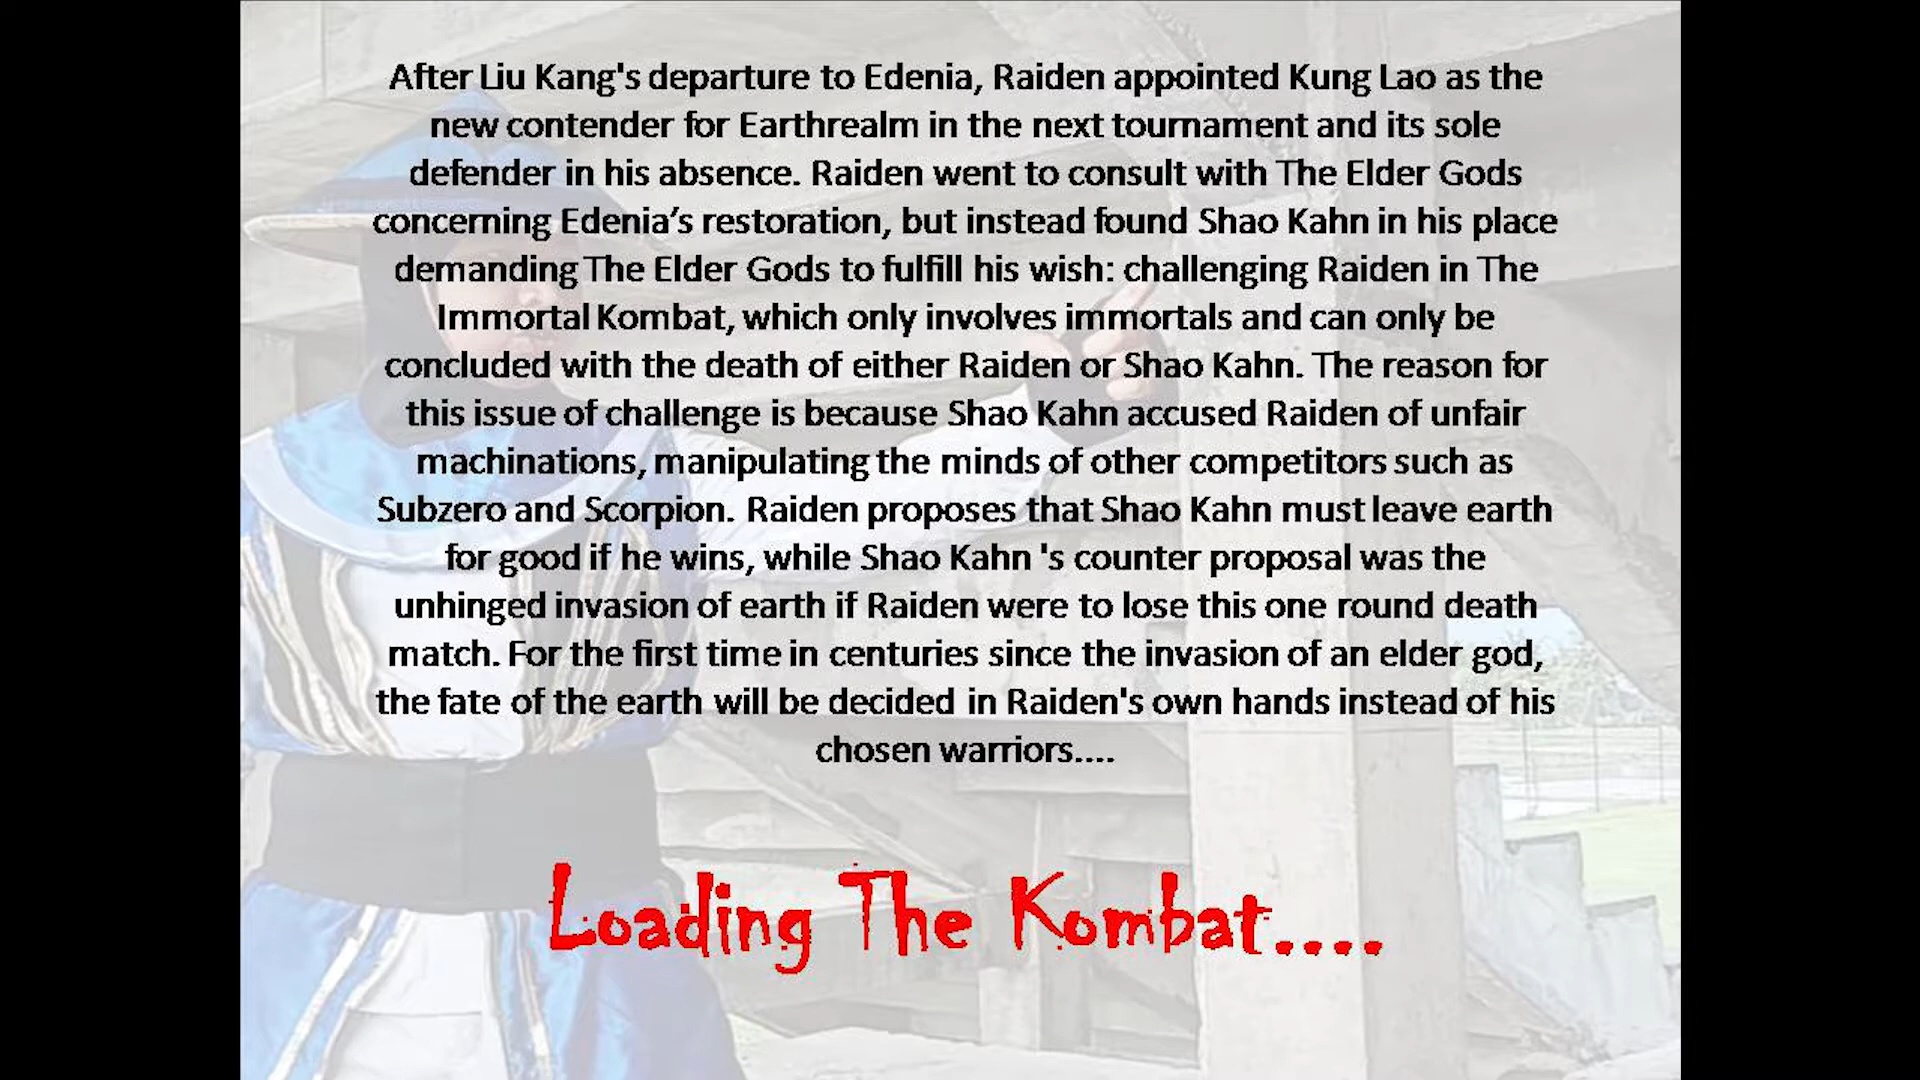 After Liu Kang's departure to Edenia, Raiden appointed Kung Lao as the
new contender for Earthrealm in the next tournament and its sole
defender in his absence. Raiden went to consult with The Elder Gods
concerning Edenia’s restoration, but instead found Shao Kahn in his place
demanding The Elder Gods to fulfill his wish: challenging Raiden in The
Immortal Kombat, which only involves immortals and can only be
concluded with the death of either Raiden or Shao Kahn. The reason for
this issue of challenge is because Shao Kahn accused Raiden of unfair
machinations, manipulating the minds of other competitors such as
Subzero and Scorpion. Raiden proposes that Shao Kahn must leave earth
for good if he wins, while Shao Kahn 's counter proposal was the
unhinged invasion of earth if Raiden were to lose this one round death
match. For the first time in centuries since the invasion of an elder god,
the fate of the earth will be decided in Raiden's own hands instead of his
chosen warriors....
Loading The Kombat....